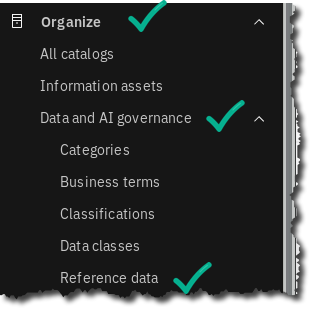 Organize
All catalogs
Information assets
Data and AI governance
Categories
Business terms
Classifications
Data classes
Reference data